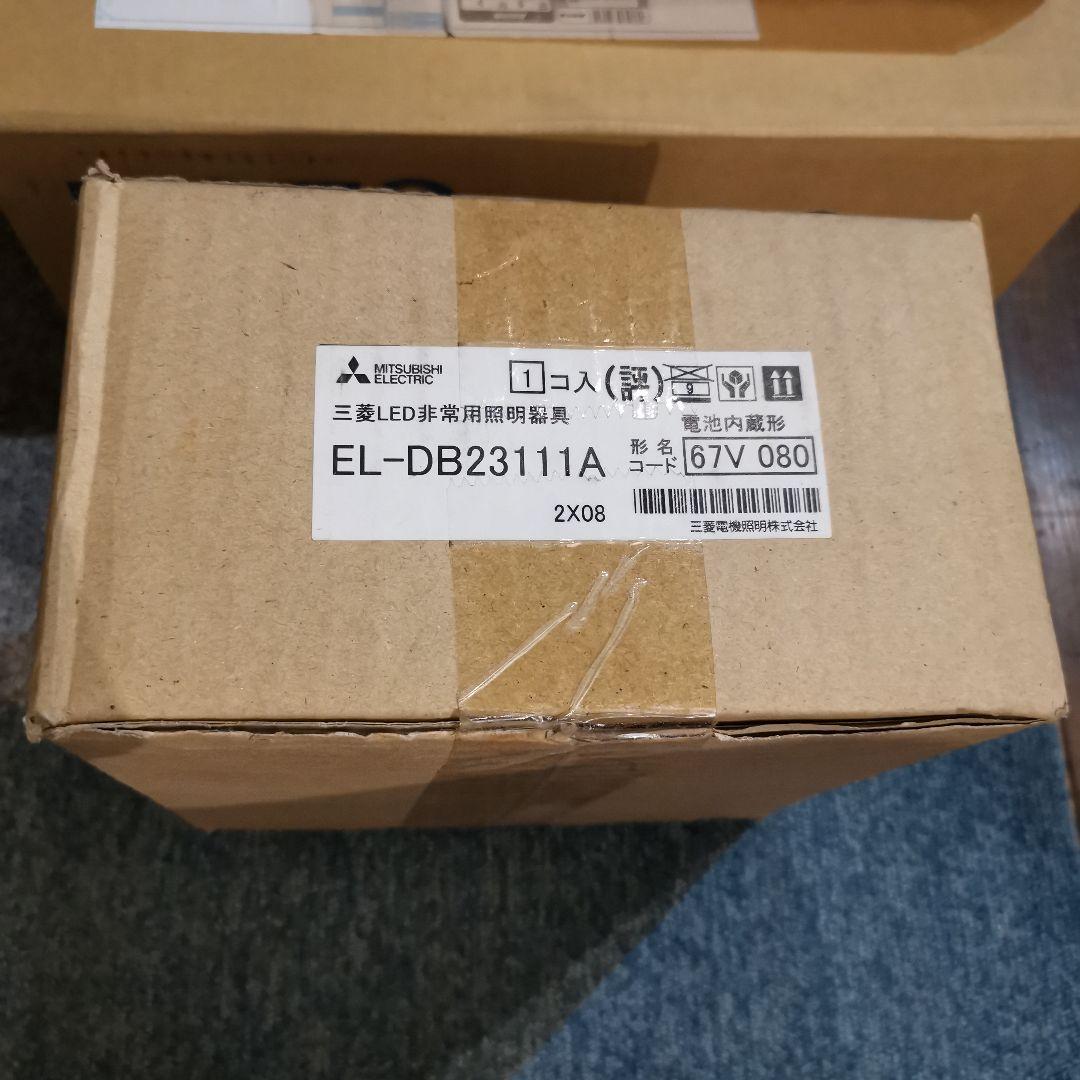 MITSUBISHI
ELECTRIC
1コ入(評)
9
三菱LED非常用照明器具
電池内蔵形
EL-DB23111A
形名
コード
67V 080
2X08
三菱電機照明株式会社